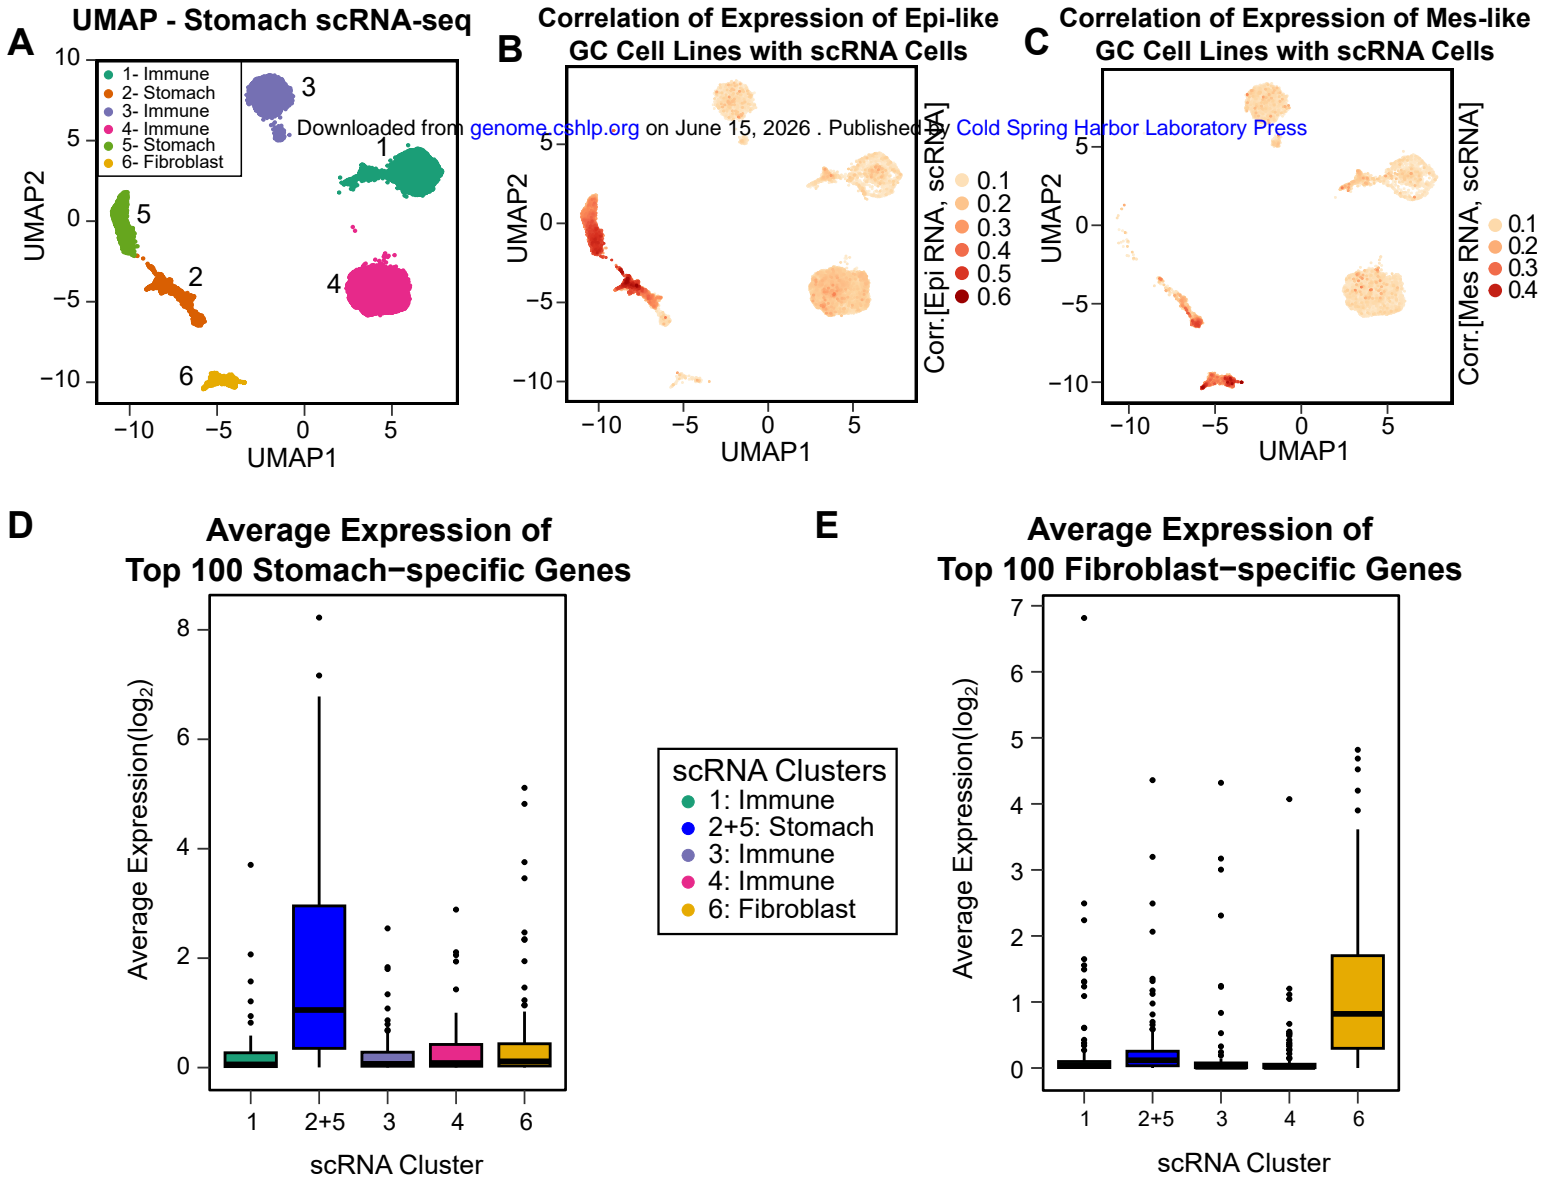 A
UMAP - Stomach scRNA-seq
10
5
0
−5
−10
UMAP2
1- Immune
2- Stomach
3- Immune
4- Immune
5- Stomach
6- Fibroblast
3
1
5
2
4
6
−10
−5
0
5
UMAP1
B
Correlation of Expression of Epi-like
GC Cell Lines with scRNA Cells
5
0
−5
−10
UMAP2
−10
−5
0
5
UMAP1
Corr.[Epi RNA, scRNA]
0.1
0.2
0.3
0.4
0.5
0.6
C
Correlation of Expression of Mes-like
GC Cell Lines with scRNA Cells
5
0
−5
−10
UMAP2
−10
−5
0
5
UMAP1
Corr.[Mes RNA, scRNA]
0.1
0.2
0.3
0.4
Downloaded from genome.cshlp.org on June 15, 2026 . Published by Cold Spring Harbor Laboratory Press
D
Average Expression of
Top 100 Stomach−specific Genes
8
6
4
2
0
Average Expression(log2)
1
2+5
3
4
6
scRNA Cluster
scRNA Clusters
1: Immune
2+5: Stomach
3: Immune
4: Immune
6: Fibroblast
E
Average Expression of
Top 100 Fibroblast−specific Genes
7
6
5
4
3
2
1
0
Average Expression(log2)
1
2+5
3
4
6
scRNA Cluster